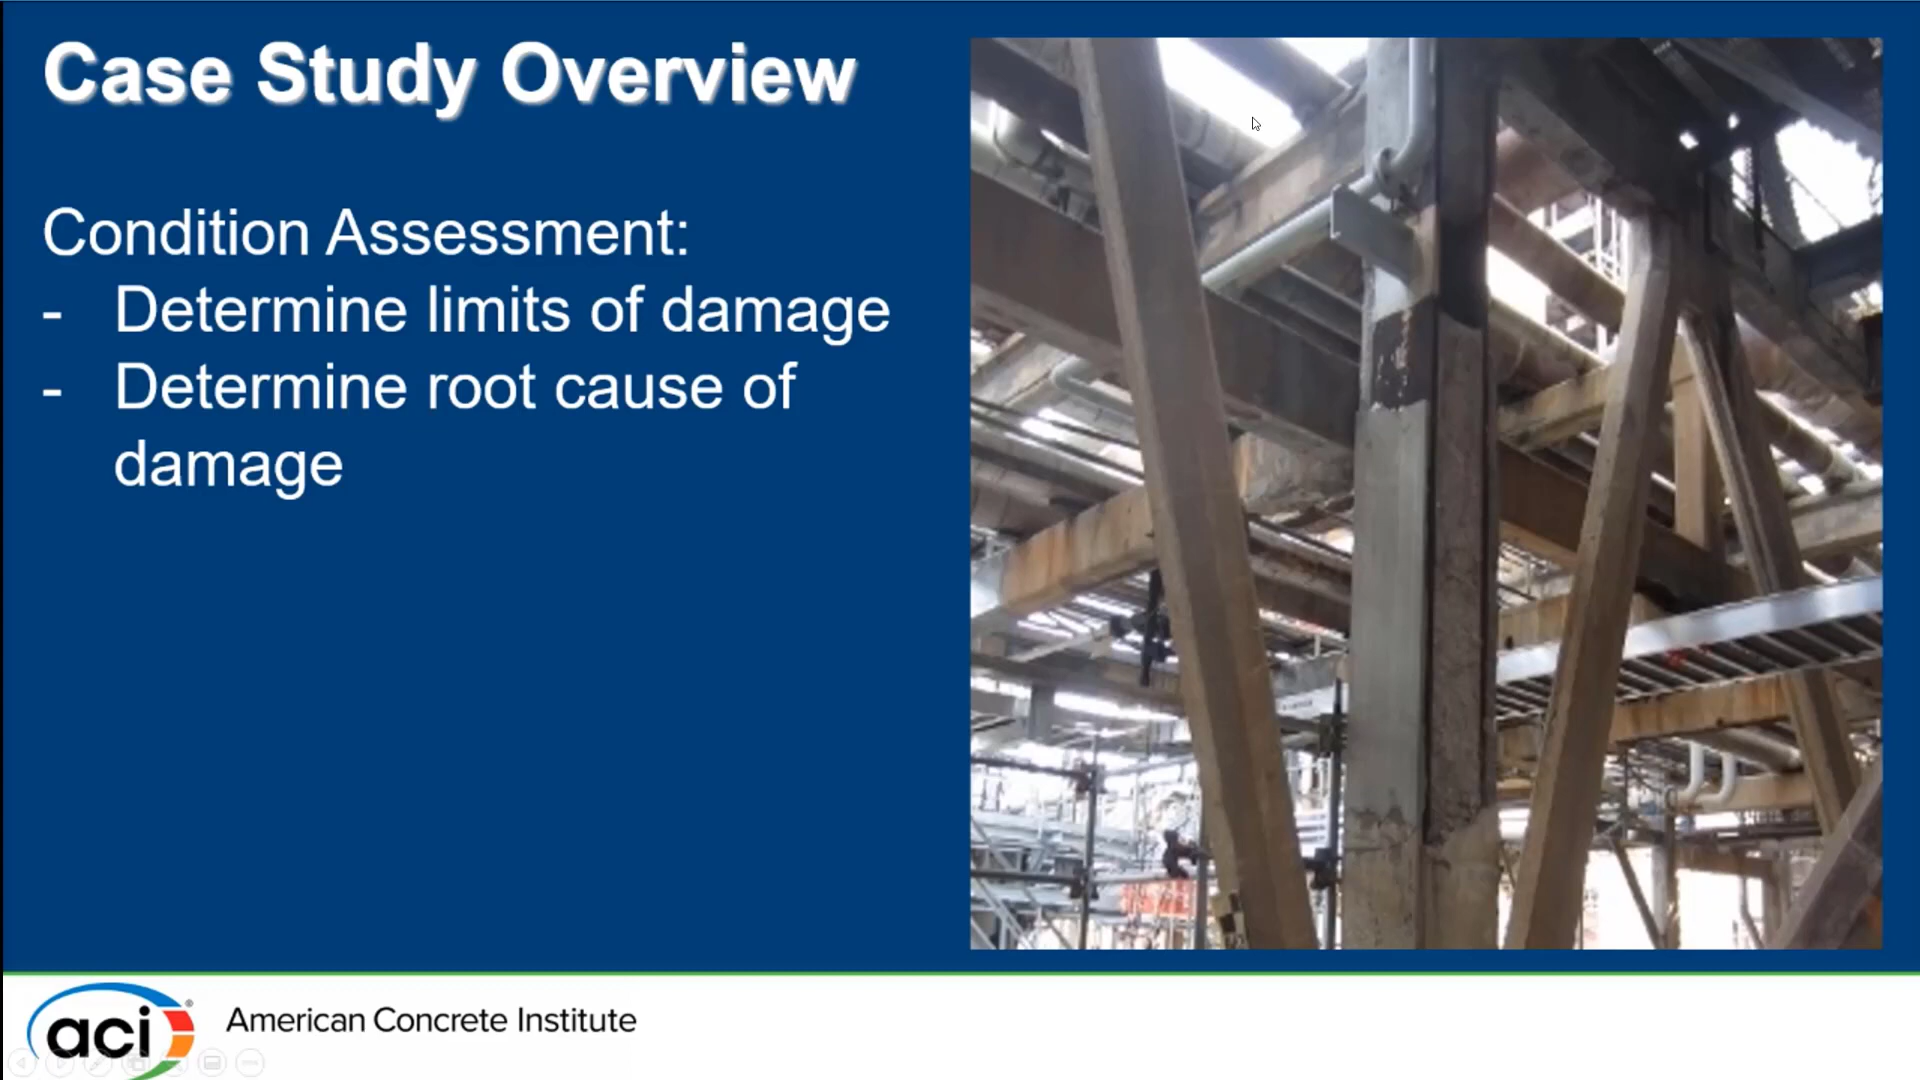 Case Study Overview
Condition Assessment:
- Determine limits of damage
- Determine root cause of
damage
aci®
American Concrete Institute